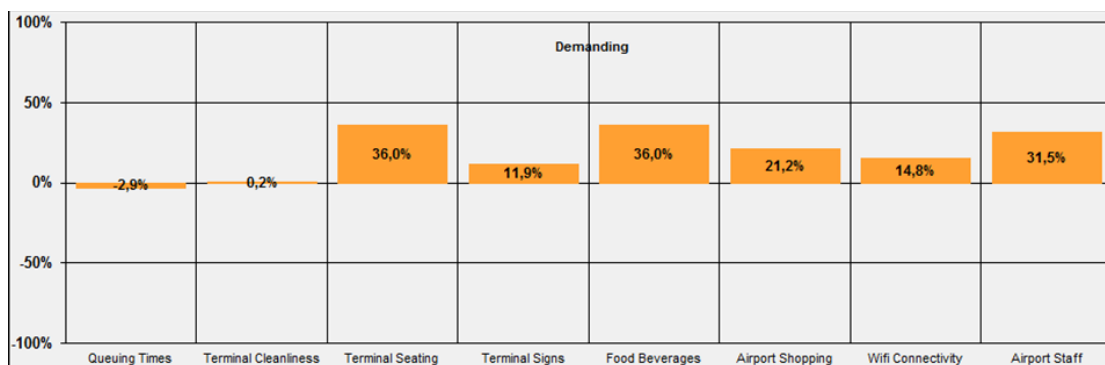 100%
Demanding
50%
36,0%
36,0%
31,5%
21,2%
14,8%
11,9%
0%
-2,9%
0,2%
-50%
-100%
Queuing Times
Terminal Cleanliness
Terminal Seating
Terminal Signs
Food Beverages
Airport Shopping
Wifi Connectivity
Airport Staff